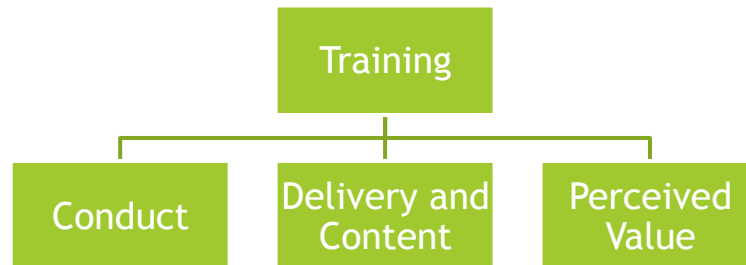 Training
Conduct
Delivery and
Content
Perceived
Value